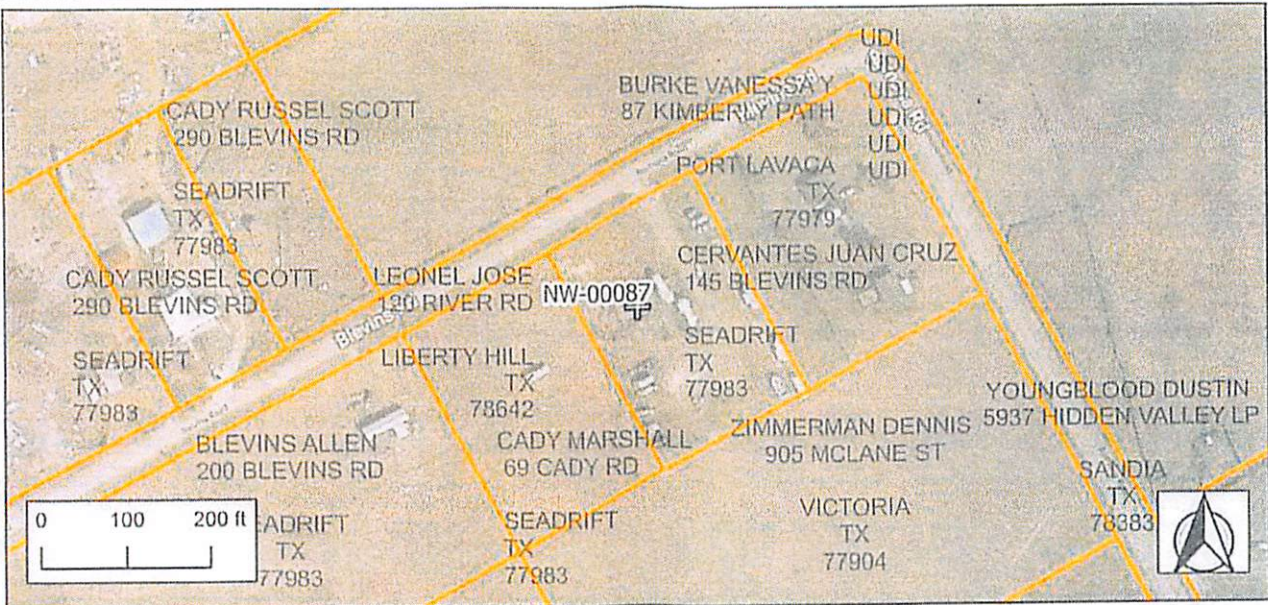 CADY RUSSEL SCOTT
290 BLEVINS RD
SEADRIFT
TX
77983
CADY RUSSEL SCOTT
290 BLEVINS RD
SEADRIFT
TX
77983
BURKE VANESSA Y
87 KIMBERLY PATH
PORT LAVACA
TX
77979
UDI
UDI
UDI
UDI
UDI
UDI
Rd
LEONEL JOSE
120 RIVER RD
LIBERTY HILL
TX
78642
Blevins
NW-00087
CERVANTES JUAN CRUZ
145 BLEVINS RD
SEADRIFT
TX
77983
BLEVINS ALLEN
200 BLEVINS RD
EADRIFT
TX
77983
CADY MARSHALL
69 CADY RD
SEADRIFT
TX
77983
ZIMMERMAN DENNIS
905 MCLANE ST
VICTORIA
TX
77904
YOUNGBLOOD DUSTIN
5937 HIDDEN VALLEY LP
SANDIA
TX
78383
0 100 200 ft